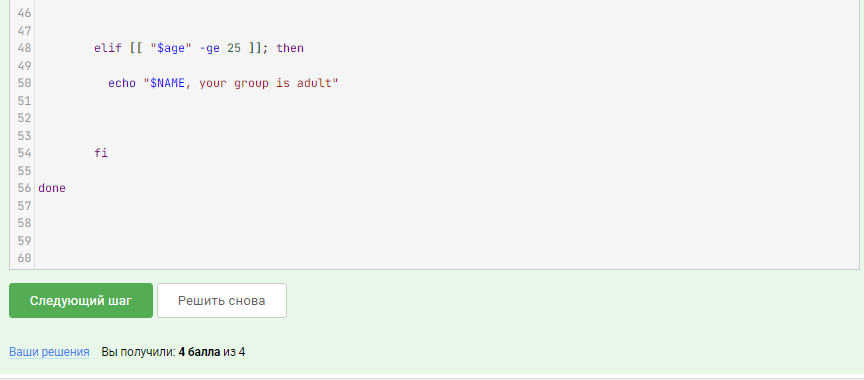 46
47
48 elif [[ "$age" -ge 25 ]]; then
49
50 echo "$NAME, your group is adult"
51
52
53
54 fi
55
56 done
57
58
59
60
Следующий шаг Решить снова
Ваши решения Вы получили: 4 балла из 4